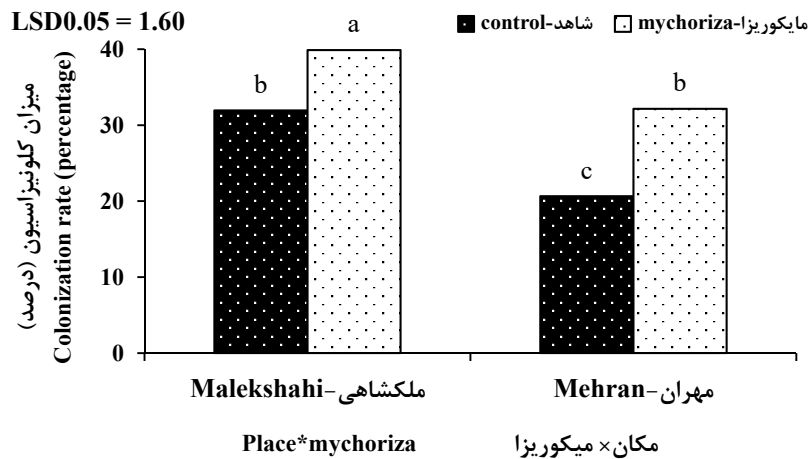 LSD0.05 = 1.60
control-شاهد mychoriza-مایکوریزا
میزان کلونیزاسیون (درصد)
Colonization rate (percentage)
40
30
20
10
0
b
a
c
b
Malekshahi-ملکشاهی Mehran-مهران
Place*mychoriza مکان× میکوریزا